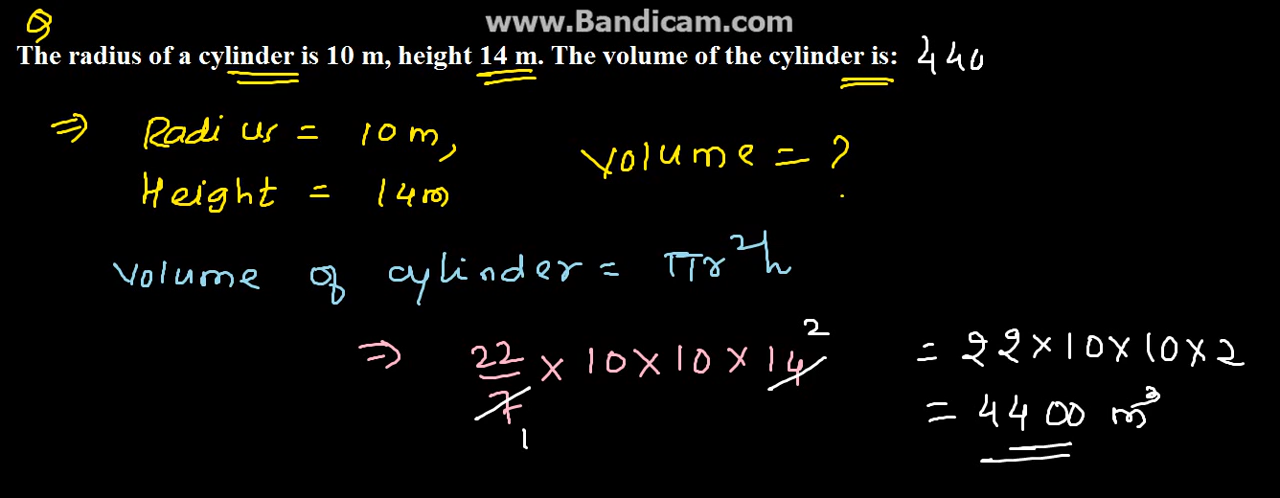 Q
www.Bandicam.com
The radius of a cylinder is 10 m, height 14 m. The volume of the cylinder is: 440
⇒ Radius = 10 m,
Volume = ?
Height = 14 m
Volume of cylinder = πr²h
⇒ 22/7 × 10 × 10 × 14 2
1
= 22 × 10 × 10 × 2
= 4400 m³